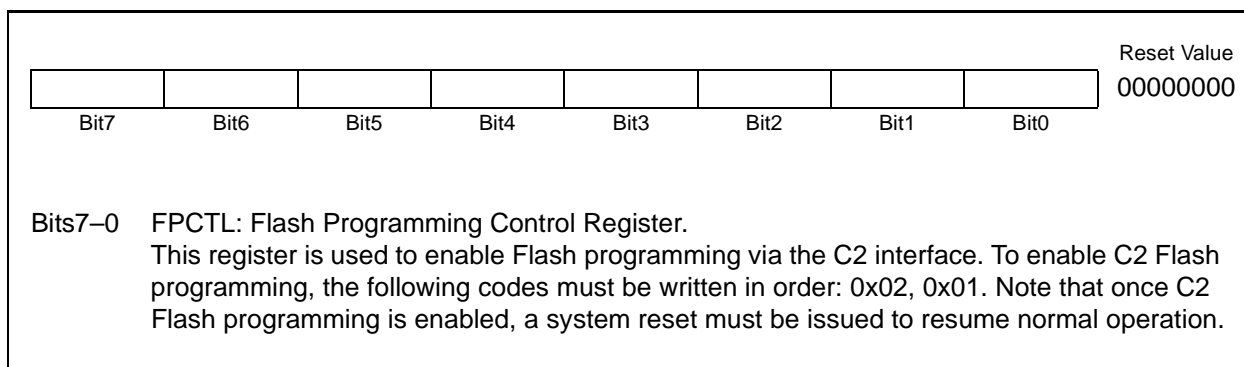 Reset Value
00000000
Bit7 Bit6 Bit5 Bit4 Bit3 Bit2 Bit1 Bit0
Bits7–0 FPCTL: Flash Programming Control Register.
This register is used to enable Flash programming via the C2 interface. To enable C2 Flash
programming, the following codes must be written in order: 0x02, 0x01. Note that once C2
Flash programming is enabled, a system reset must be issued to resume normal operation.